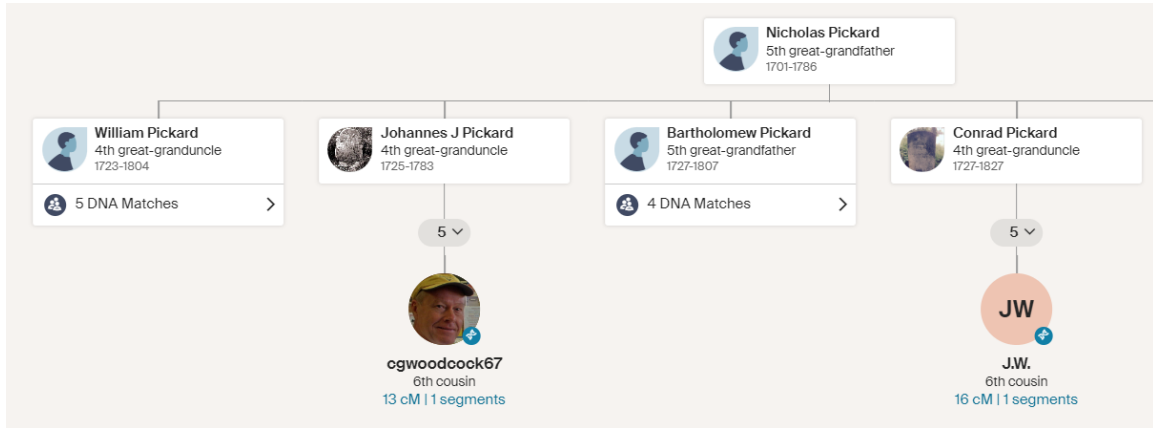 Nicholas Pickard
5th great-grandfather
1701-1786
William Pickard
4th great-granduncle
1723-1804
5 DNA Matches
Johannes J Pickard
4th great-granduncle
1725-1783
Bartholomew Pickard
5th great-grandfather
1727-1807
4 DNA Matches
Conrad Pickard
4th great-granduncle
1727-1827
5
5
JW
cgwoodcock67
6th cousin
13 cM | 1 segments
J.W.
6th cousin
16 cM | 1 segments